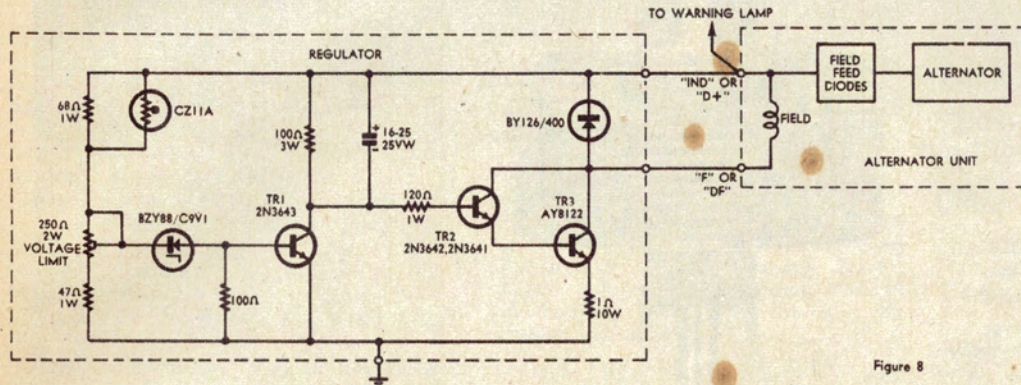 TO WARNING LAMP
REGULATOR
"IND" OR
"D+"
FIELD
FEED
DIODES
ALTERNATOR
68Ω
1W
CZ11A
100Ω
3W
16-25
25VW
+
-
BY126/400
FIELD
ALTERNATOR UNIT
"F" OR
"DF"
250Ω
2W
VOLTAGE
LIMIT
BZY88/C9V1
TR1
2N3643
120Ω
1W
TR2
2N3642,2N3641
TR3
AY8122
47Ω
1W
100Ω
1Ω
10W
Figure 8